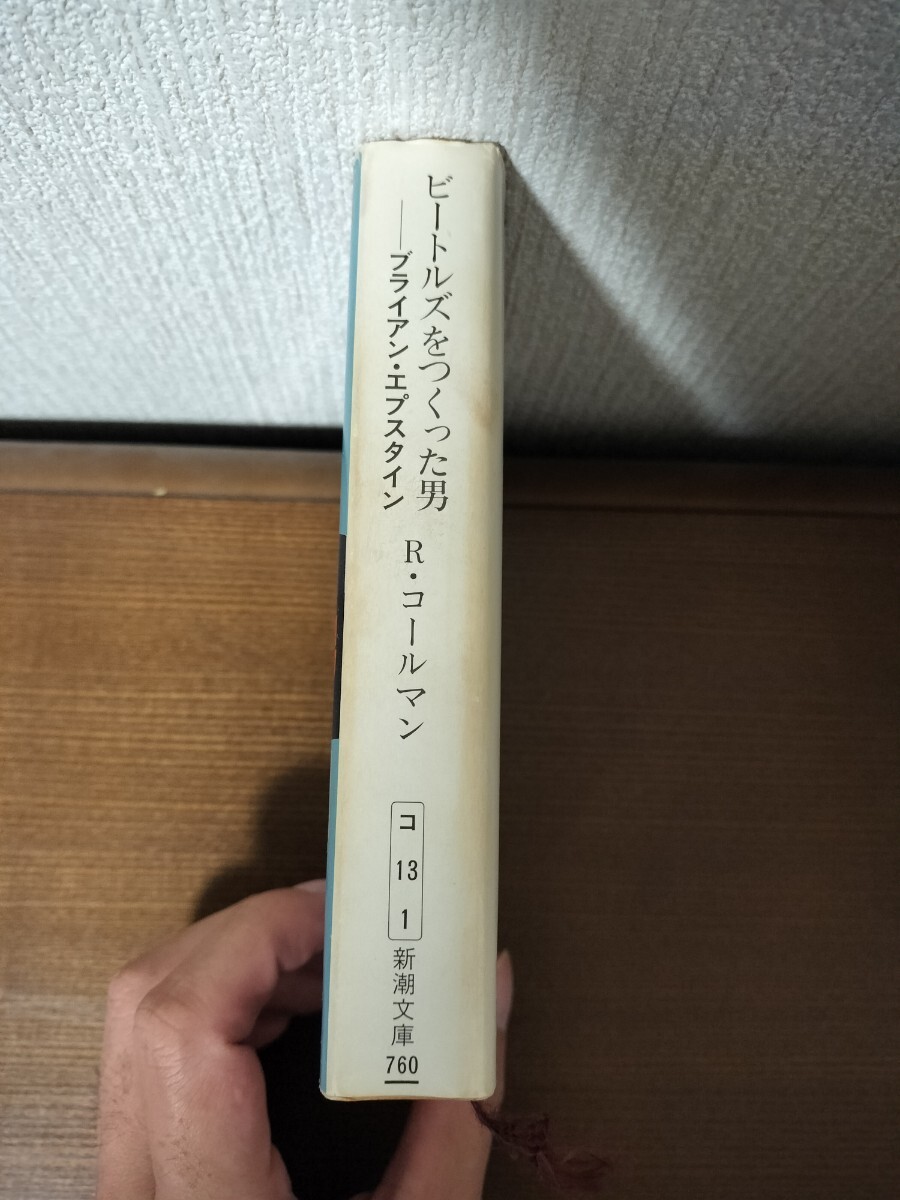 ビートルズをつくった男
――ブライアン・エプスタイン
R・コールマン
コ
13
1
新潮文庫
760